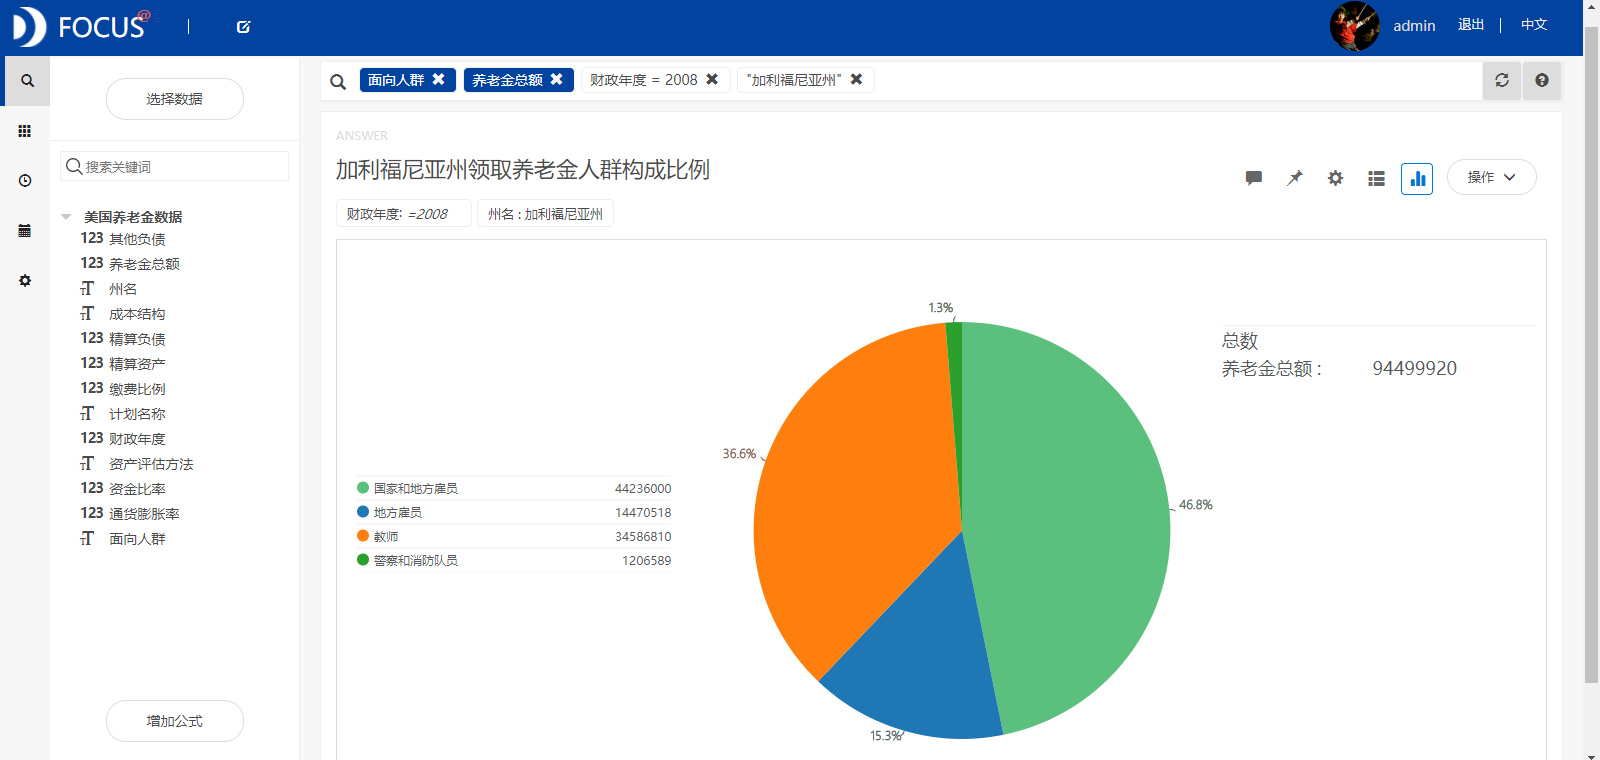 FOCUS@
admin 退出 中文
选择数据
搜索关键词
美国养老金数据
123 其他负债
123 养老金总额
TT 州名
TT 成本结构
123 精算负债
123 精算资产
123 缴费比例
TT 计划名称
123 财政年度
TT 资产评估方法
123 资金比率
123 通货膨胀率
TT 面向人群
增加公式
面向人群 养老金总额 财政年度 = 2008 "加利福尼亚州"
ANSWER
加利福尼亚州领取养老金人群构成比例
操作
财政年度: =2008 州名 : 加利福尼亚州
国家和地方雇员 44236000
地方雇员 14470518
教师 34586810
警察和消防队员 1206589
1.3%
36.6%
46.8%
15.3%
总数
养老金总额 : 94499920